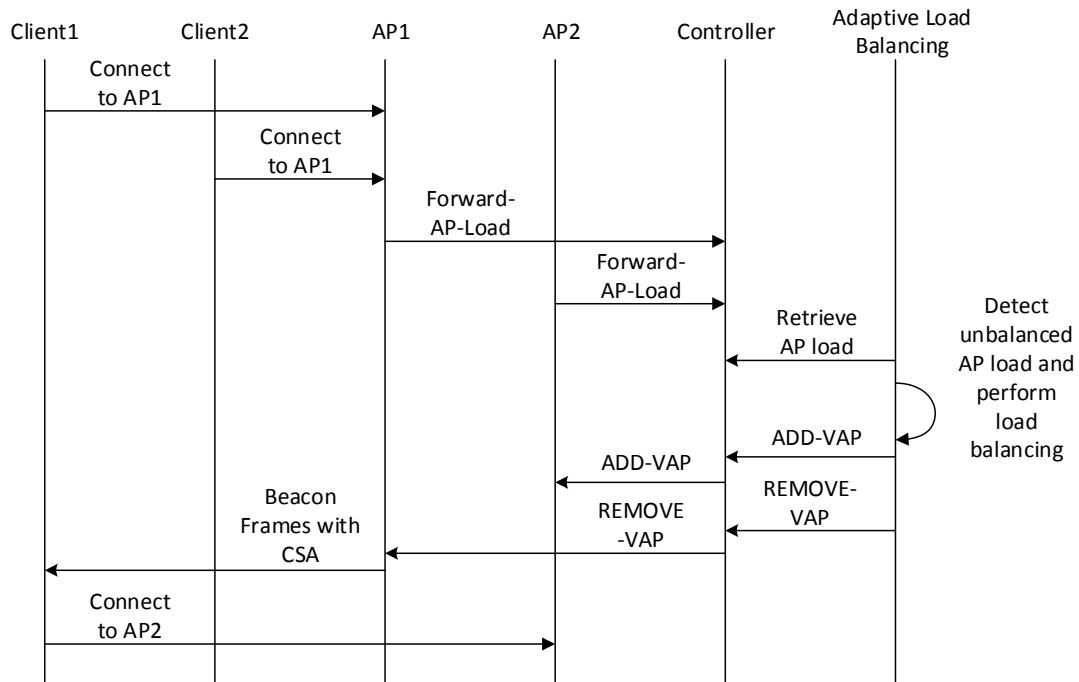 Client1
Client2
AP1
AP2
Controller
Adaptive Load
Balancing
Connect
to AP1
Connect
to AP1
Forward-
AP-Load
Forward-
AP-Load
Retrieve
AP load
Detect
unbalanced
AP load and
perform
load
balancing
ADD-VAP
ADD-VAP
REMOVE-
VAP
REMOVE
-VAP
Beacon
Frames with
CSA
Connect
to AP2